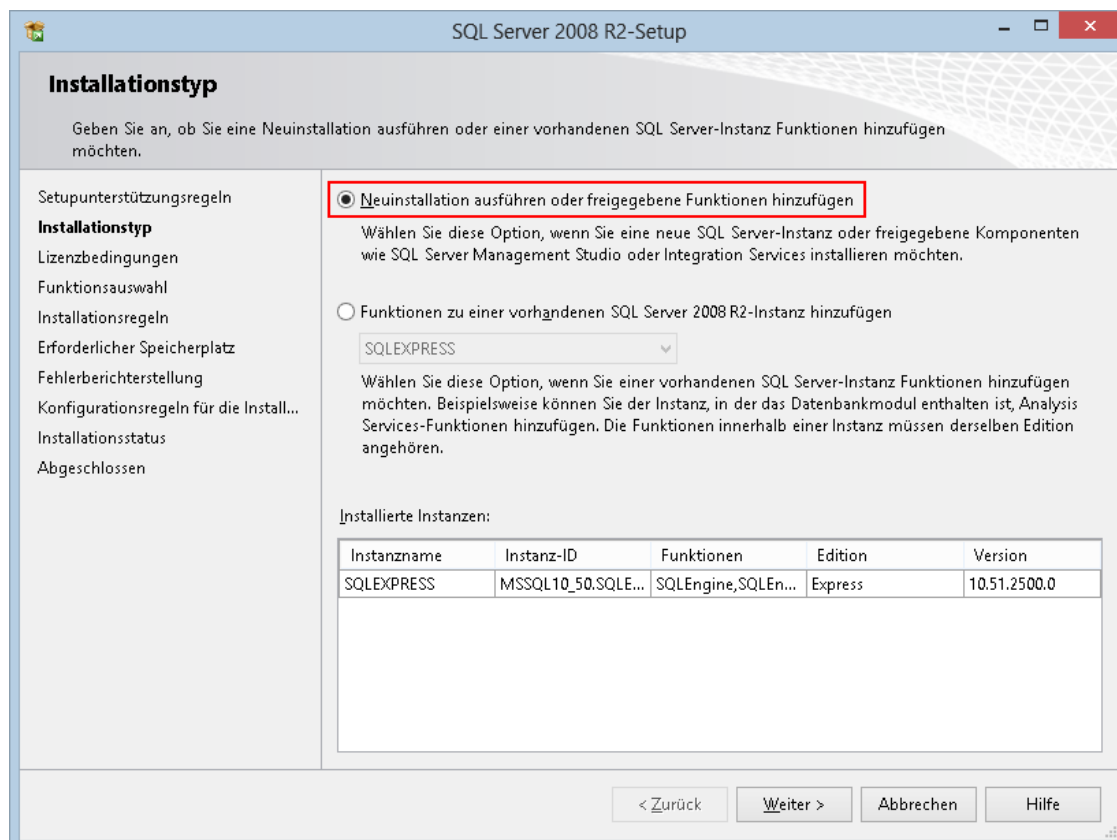 SQL Server 2008 R2-Setup
Installationstyp
Geben Sie an, ob Sie eine Neuinstallation ausführen oder einer vorhandenen SQL Server-Instanz Funktionen hinzufügen
möchten.
Setupunterstützungsregeln
Installationstyp
Lizenzbedingungen
Funktionsauswahl
Installationsregeln
Erforderlicher Speicherplatz
Fehlerberichterstellung
Konfigurationsregeln für die Install...
Installationsstatus
Abgeschlossen
Neuinstallation ausführen oder freigegebene Funktionen hinzufügen
Wählen Sie diese Option, wenn Sie eine neue SQL Server-Instanz oder freigegebene Komponenten
wie SQL Server Management Studio oder Integration Services installieren möchten.
Funktionen zu einer vorhandenen SQL Server 2008 R2-Instanz hinzufügen
SQLEXPRESS
Wählen Sie diese Option, wenn Sie einer vorhandenen SQL Server-Instanz Funktionen hinzufügen
möchten. Beispielsweise können Sie der Instanz, in der das Datenbankmodul enthalten ist, Analysis
Services-Funktionen hinzufügen. Die Funktionen innerhalb einer Instanz müssen derselben Edition
angehören.
Installierte Instanzen:
Instanzname Instanz-ID Funktionen Edition Version
SQLEXPRESS MSSQL10_50.SQLE... SQLEngine,SQLEn... Express 10.51.2500.0
< Zurück Weiter > Abbrechen Hilfe